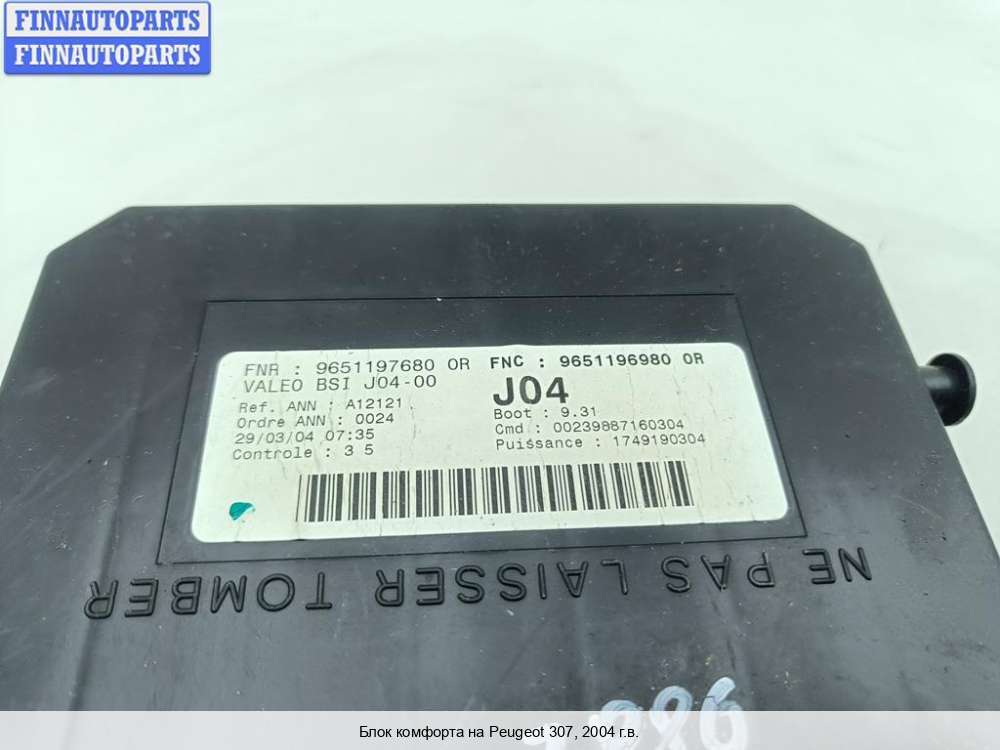 FINNAUTOPARTS
FINNAUTOPARTS
FNR : 9651197680 0R FNC : 9651196980 0R
VALEO BSI J04-00
J04
Ref. ANN : A12121
Boot : 9.31
Ordre ANN : 0024
Cmd : 00239887160304
29/03/04 07:35
Puissance : 1749190304
Controle : 3 5
NE PAS LAISSER TOMBER
Блок комфорта на Peugeot 307, 2004 г.в.